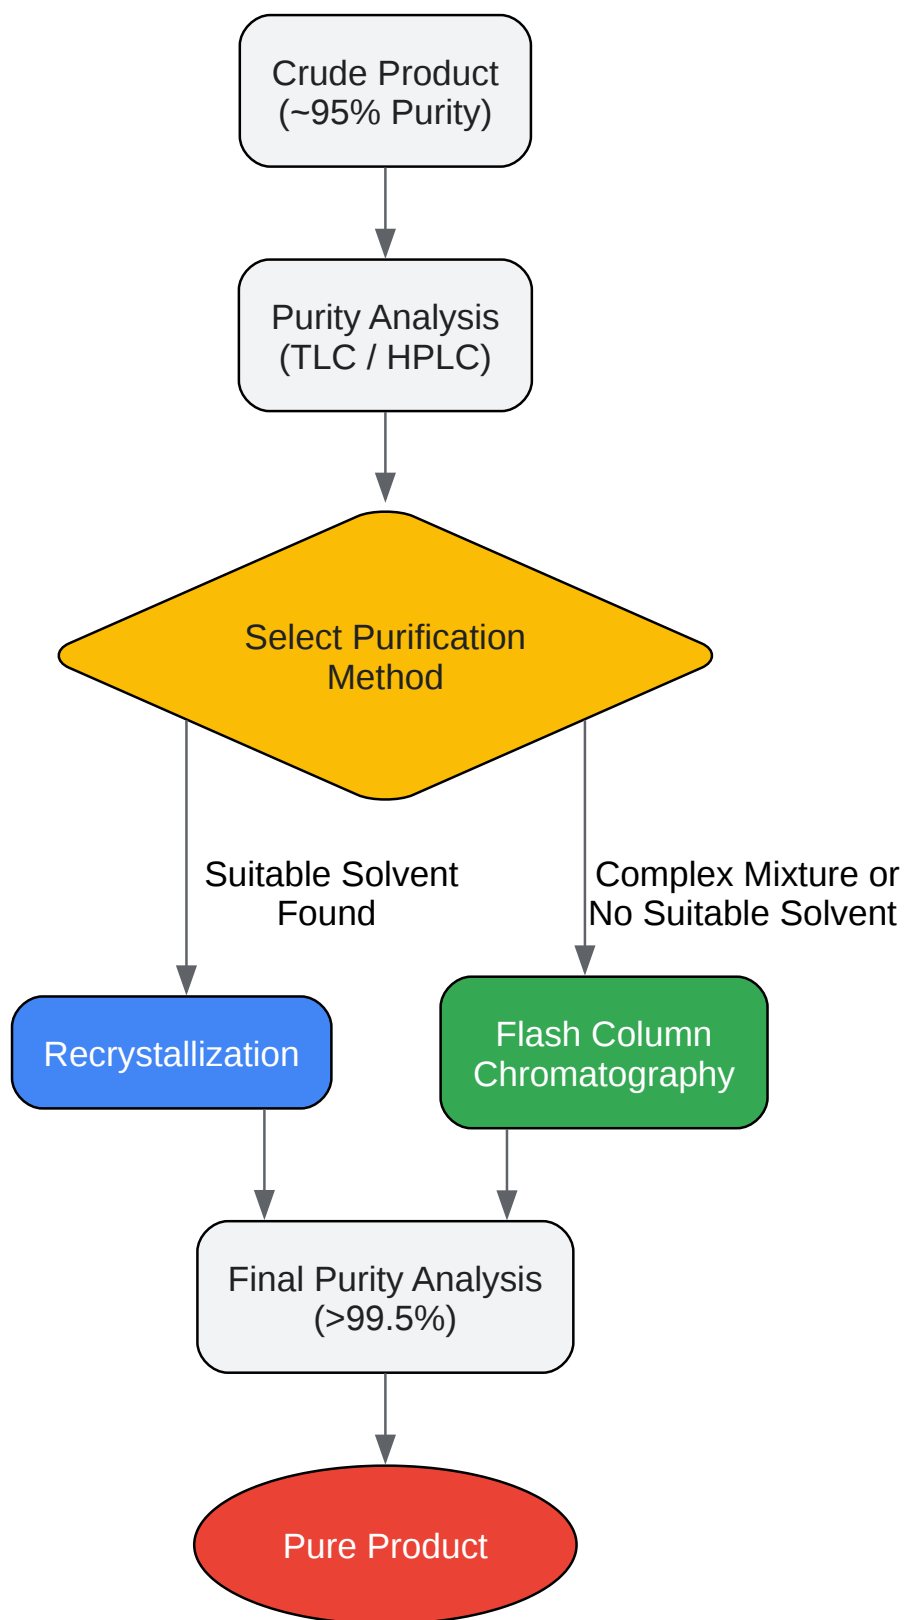 Crude Product
(~95% Purity)
Purity Analysis
(TLC / HPLC)
Select Purification
Method
Suitable Solvent
Found
Complex Mixture or
No Suitable Solvent
Recrystallization
Flash Column
Chromatography
Final Purity Analysis
(>99.5%)
Pure Product